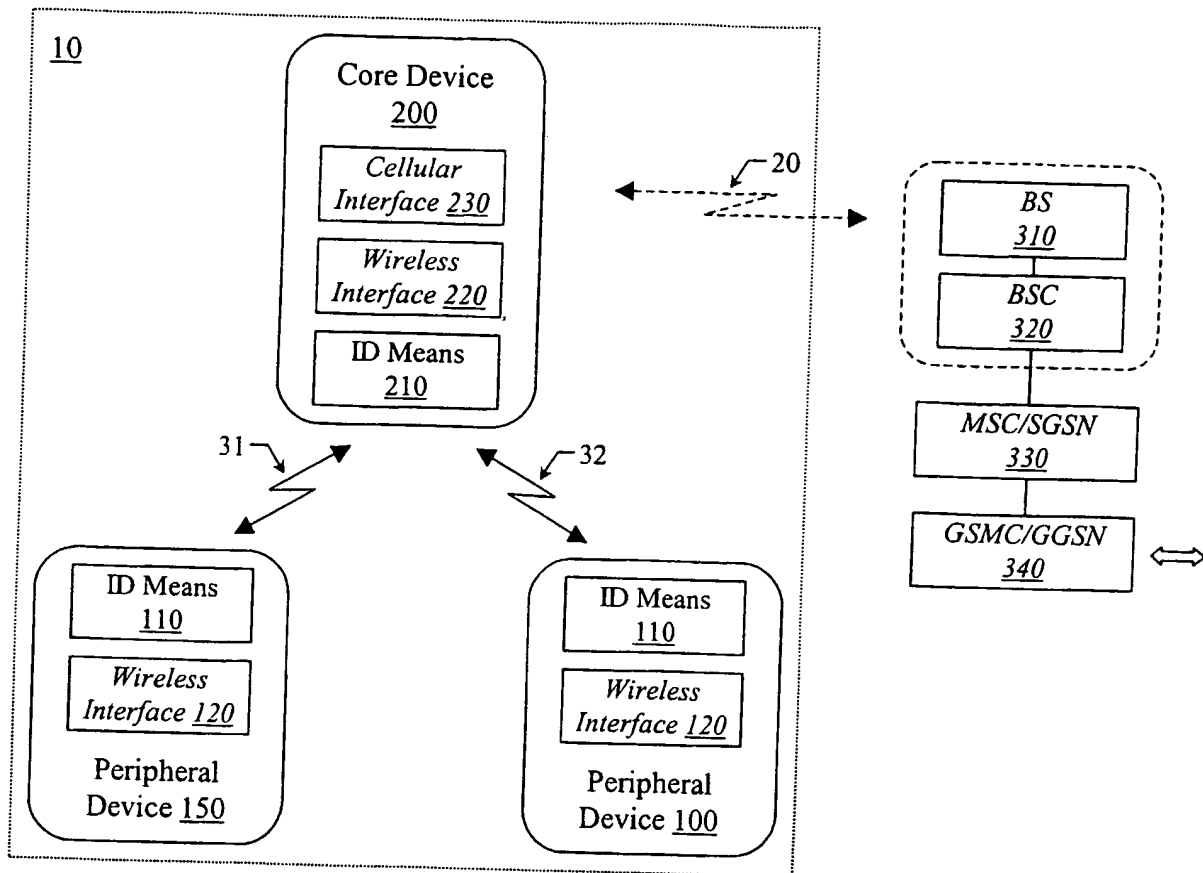 10
Core Device
200
Cellular
Interface 230
Wireless
Interface 220
ID Means
210
20
BS
310
BSC
320
MSC/SGSN
330
GSMC/GGSN
340
31
32
ID Means
110
Wireless
Interface 120
Peripheral
Device 150
ID Means
110
Wireless
Interface 120
Peripheral
Device 100